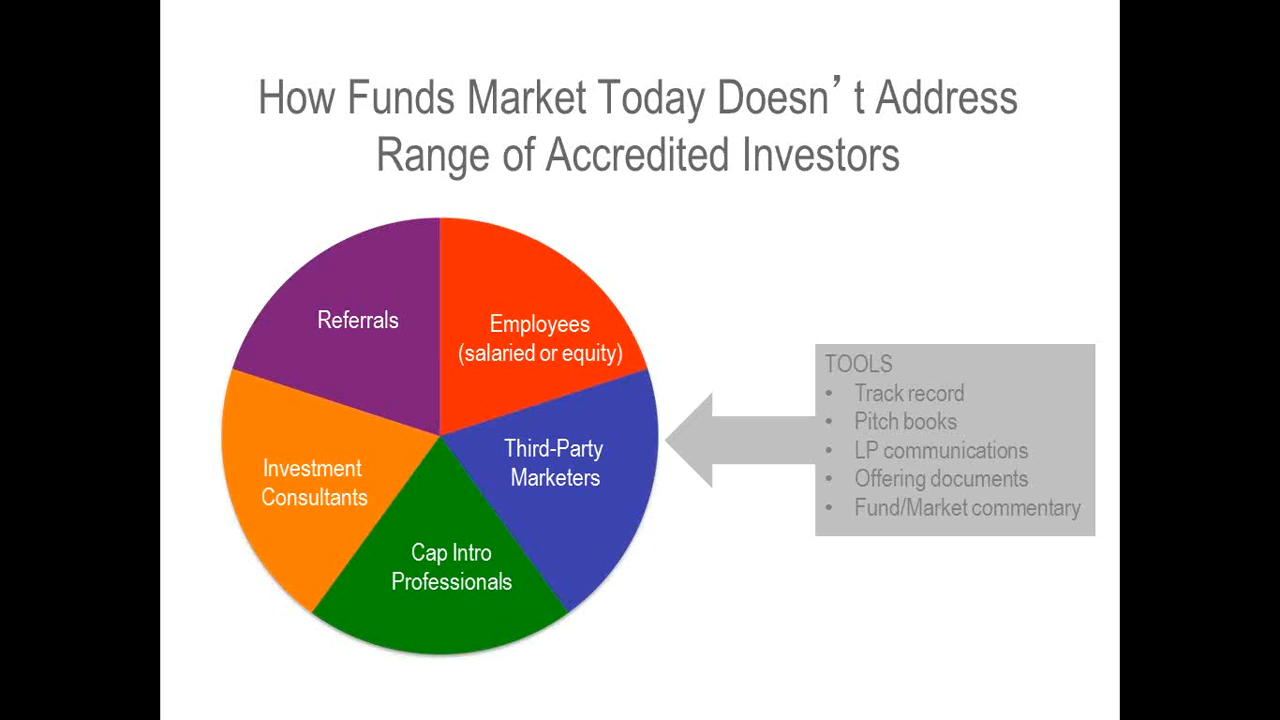 How Funds Market Today Doesn’t Address
Range of Accredited Investors
Referrals
Employees
(salaried or equity)
Third-Party
Marketers
Cap Intro
Professionals
Investment
Consultants
TOOLS
• Track record
• Pitch books
• LP communications
• Offering documents
• Fund/Market commentary